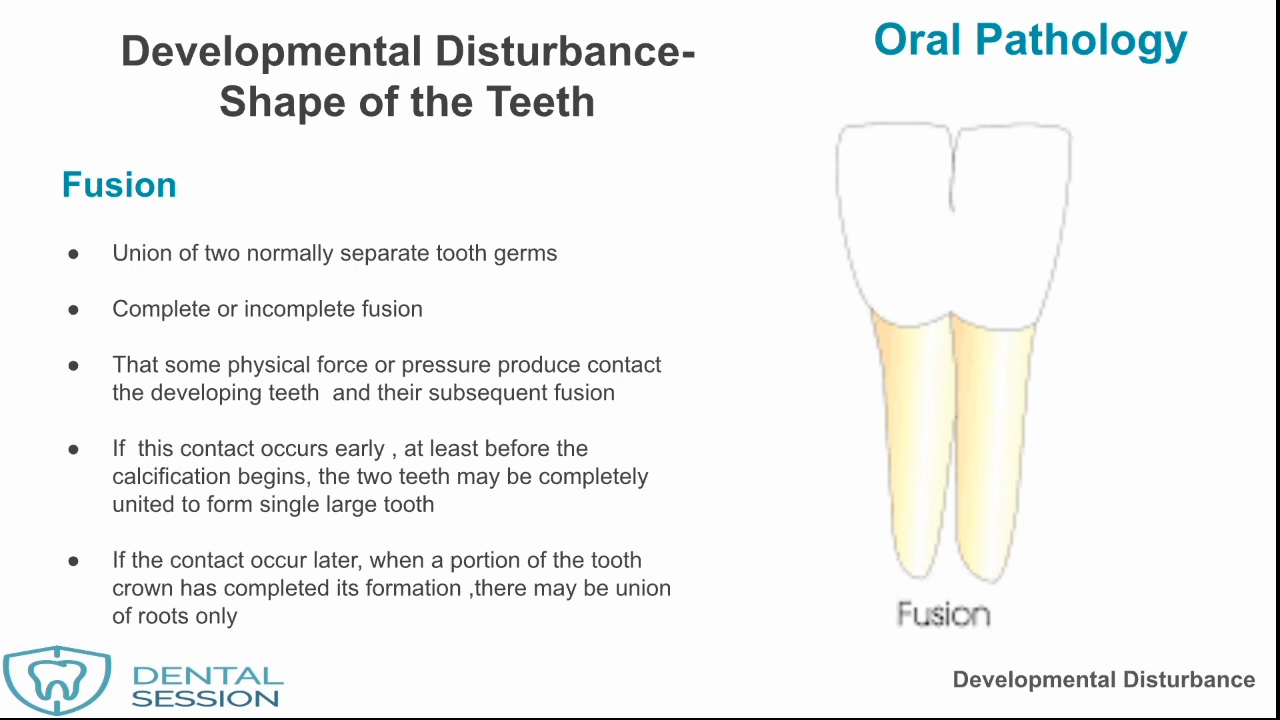 Developmental Disturbance-
Shape of the Teeth
Oral Pathology
Fusion
● Union of two normally separate tooth germs
● Complete or incomplete fusion
● That some physical force or pressure produce contact
the developing teeth  and their subsequent fusion
● If  this contact occurs early , at least before the
calcification begins, the two teeth may be completely
united to form single large tooth
● If the contact occur later, when a portion of the tooth
crown has completed its formation ,there may be union
of roots only
Fusion
DENTAL
SESSION
Developmental Disturbance